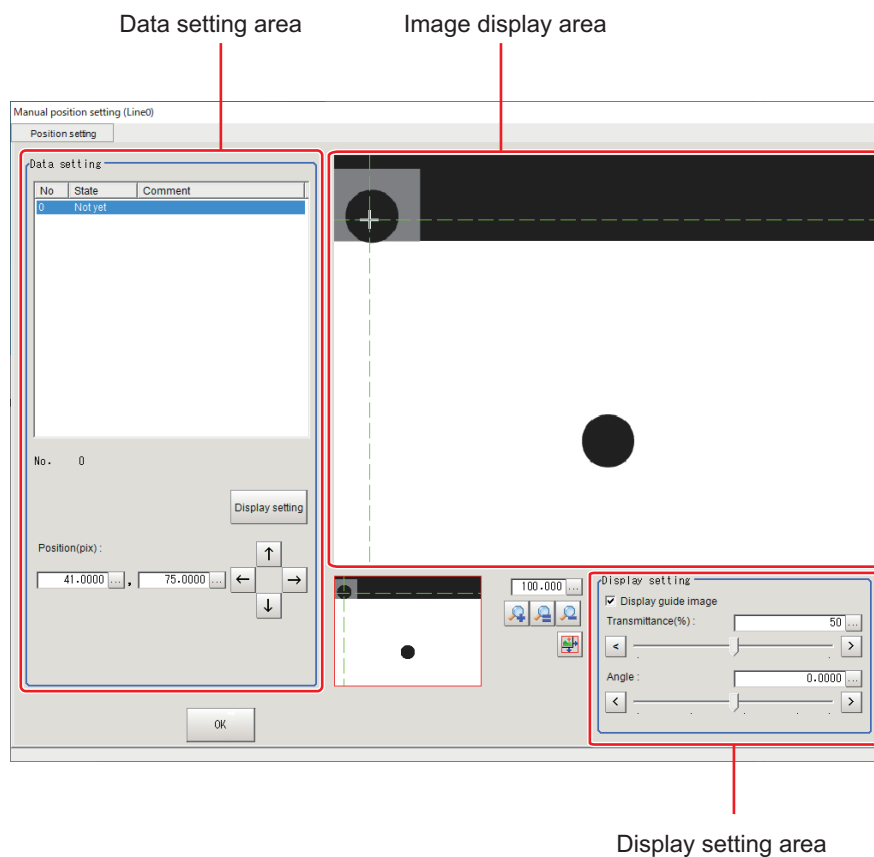 Data setting area
Image display area
Manual position setting (Line0)
Position setting
Data setting
No State Comment
0 Not yet
No. 0
Display setting
Position(pix) :
41.0000 ... , 75.0000 ... ← ↑ → ↓
100.000 ...
Display setting
Display guide image
Transmittance(%) :
50 ...
< >
Angle :
0.0000 ...
< >
OK
Display setting area